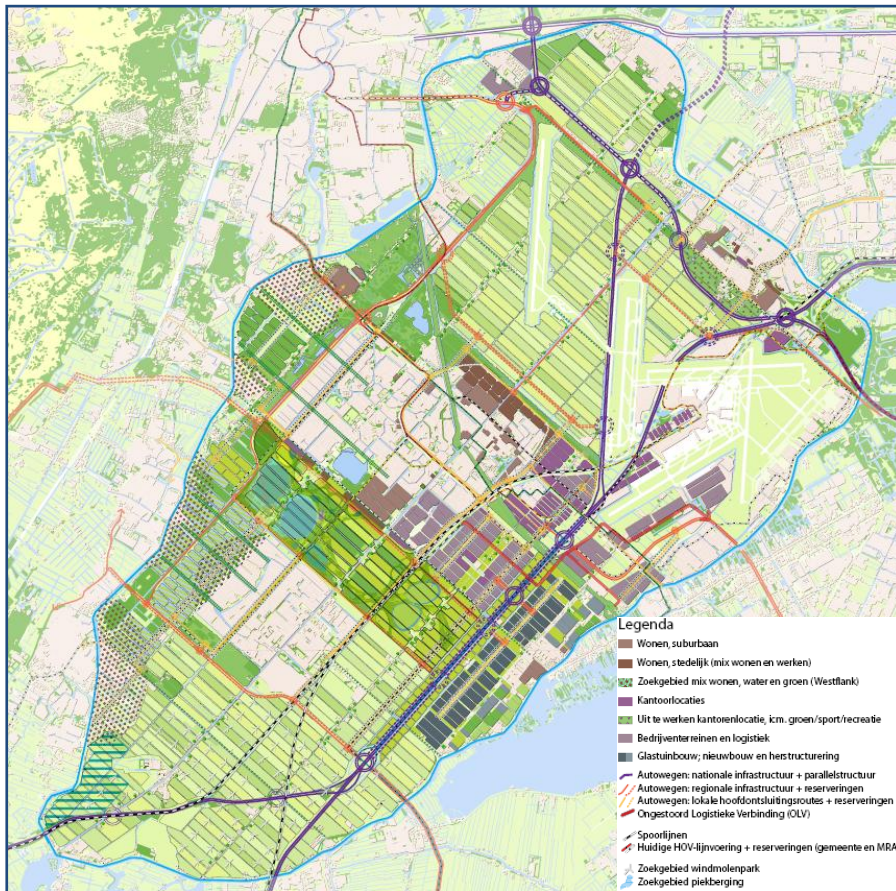 Legenda
Wonen, suburbaan
Wonen, stedelijk (mix wonen en werken)
Zoekgebied mix wonen, water en groen (Westflank)
Kantoorlocaties
Uit te werken kantorenlocatie, icm. groen/sport/recreatie
Bedrijventerreinen en logistiek
Glastuinbouw; nieuwbouw en herstructurering
Autowegen: nationale infrastructuur + parallelstructuur
Autowegen: regionale infrastructuur + reserveringen
Autowegen: lokale hoofdontsluitingsroutes + reserveringen
Ongestoord Logistieke Verbinding (OLV)
Spoorlijnen
Huidige HOV-lijnvoering + reserveringen (gemeente en MRA
Zoekgebied windmolenpark
Zoekgebied piekberging